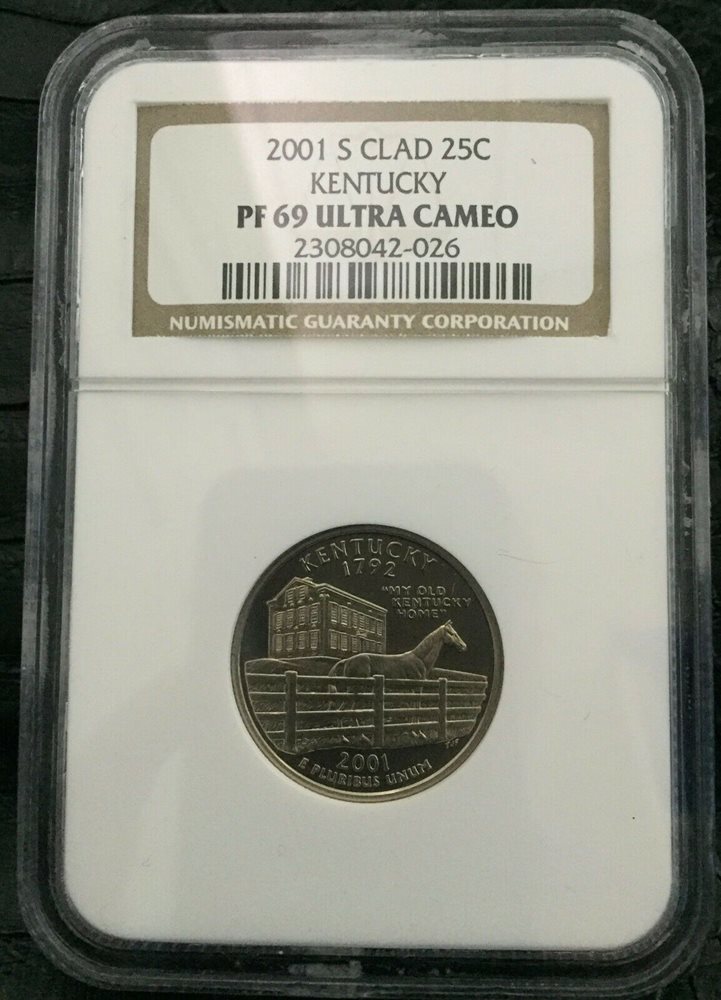 2001 S CLAD 25C
KENTUCKY
PF 69 ULTRA CAMEO
2308042-026
NUMISMATIC GUARANTY CORPORATION
KENTUCKY
1792
"MY OLD
KENTUCKY
HOME"
2001
E PLURIBUS UNUM